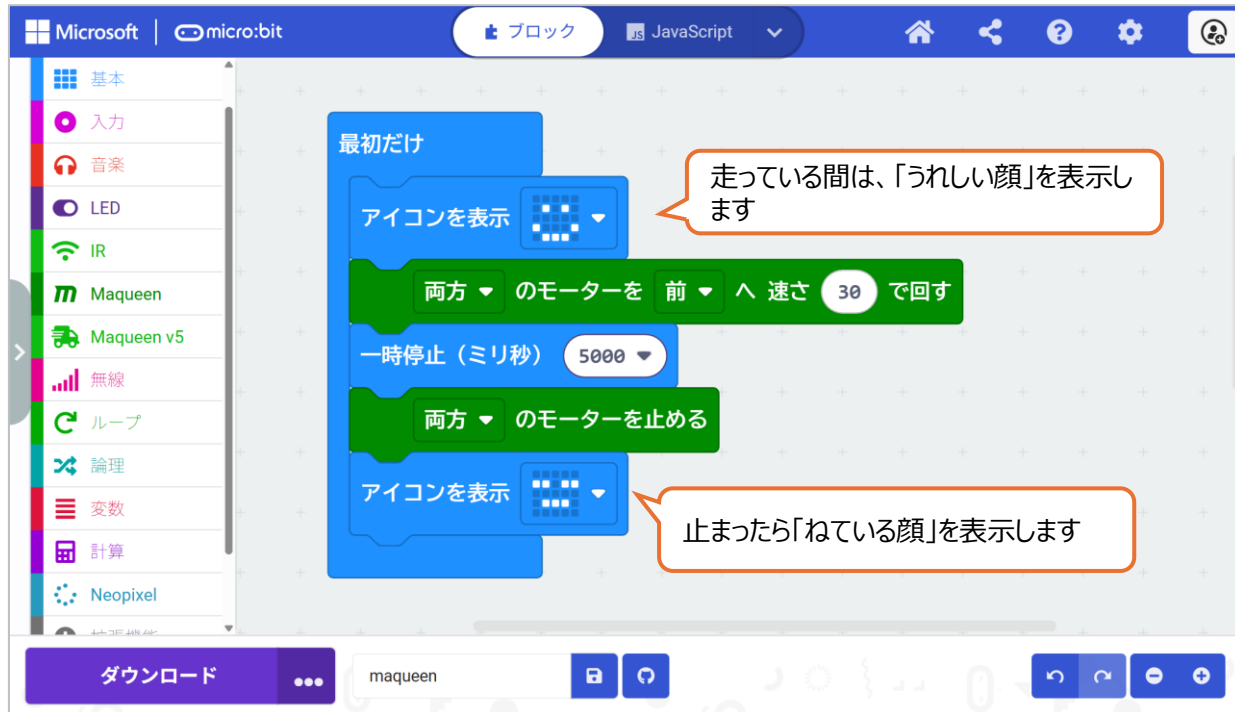 Microsoft
micro:bit
ブロック
JS JavaScript
基本
入力
音楽
LED
IR
Maqueen
Maqueen v5
無線
ループ
論理
変数
計算
Neopixel
拡張機能
最初だけ
アイコンを表示
両方 のモーターを 前 へ 速さ 30 で回す
一時停止（ミリ秒） 5000
両方 のモーターを止める
アイコンを表示
走っている間は、「うれしい顔」を表示し
ます
止まったら「ねている顔」を表示します
ダウンロード
maqueen